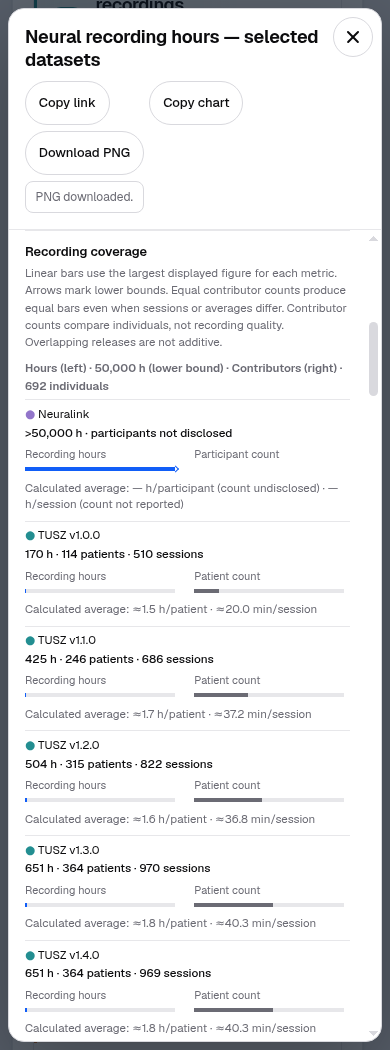 recordings
Neural recording hours — selected
datasets
Copy link
Copy chart
Download PNG
PNG downloaded.
Recording coverage
Linear bars use the largest displayed figure for each metric.
Arrows mark lower bounds. Equal contributor counts produce
equal bars even when sessions or averages differ. Contributor
counts compare individuals, not recording quality.
Overlapping releases are not additive.
Hours (left) · 50,000 h (lower bound) · Contributors (right) ·
692 individuals
Neuralink
>50,000 h · participants not disclosed
Recording hours
Participant count
Calculated average: — h/participant (count undisclosed) · —
h/session (count not reported)
TUSZ v1.0.0
170 h · 114 patients · 510 sessions
Recording hours
Patient count
Calculated average: ≈1.5 h/patient · ≈20.0 min/session
TUSZ v1.1.0
425 h · 246 patients · 686 sessions
Recording hours
Patient count
Calculated average: ≈1.7 h/patient · ≈37.2 min/session
TUSZ v1.2.0
504 h · 315 patients · 822 sessions
Recording hours
Patient count
Calculated average: ≈1.6 h/patient · ≈36.8 min/session
TUSZ v1.3.0
651 h · 364 patients · 970 sessions
Recording hours
Patient count
Calculated average: ≈1.8 h/patient · ≈40.3 min/session
TUSZ v1.4.0
651 h · 364 patients · 969 sessions
Recording hours
Patient count
Calculated average: ≈1.8 h/patient · ≈40.3 min/session